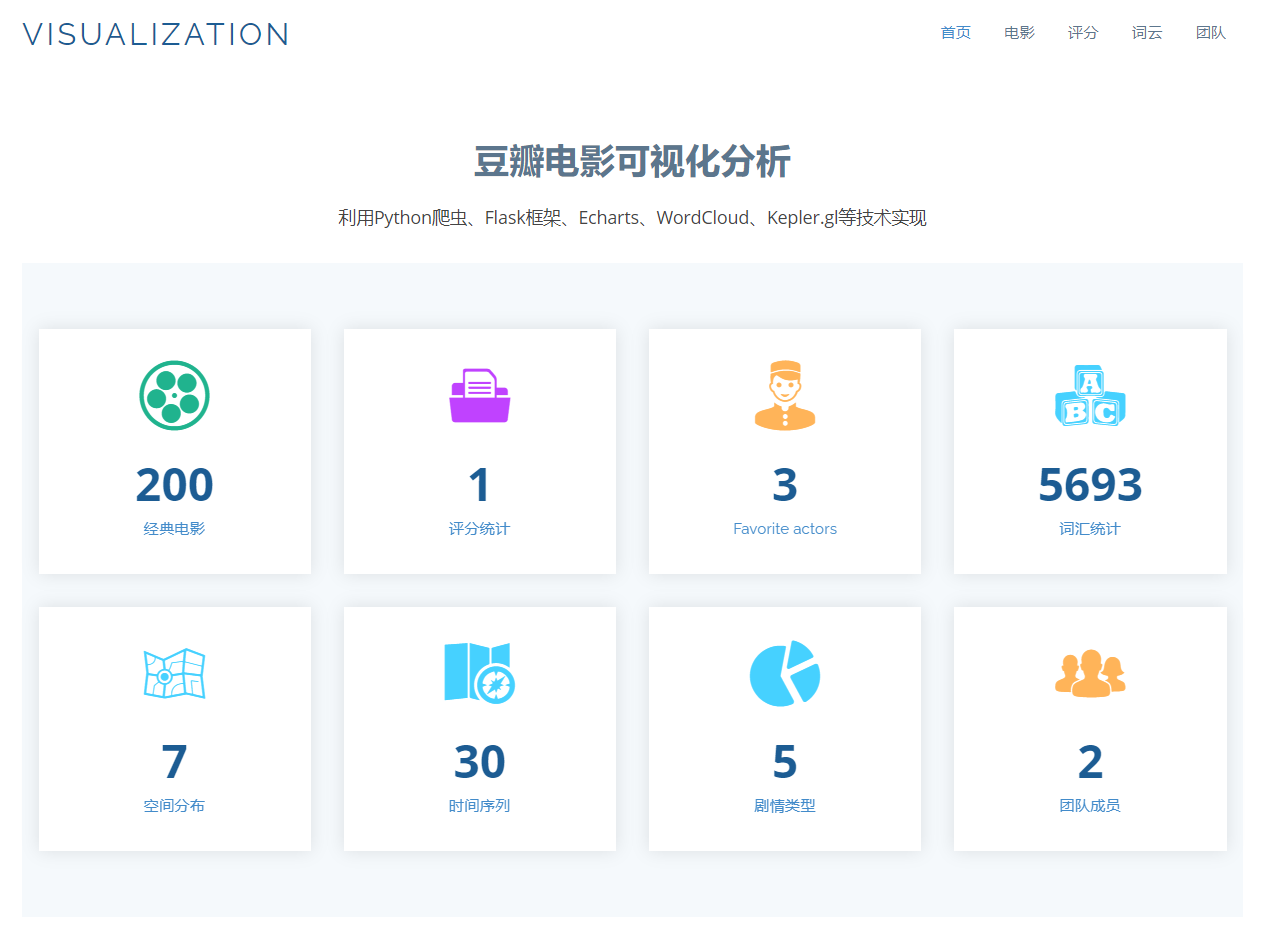 VISUALIZATION
首页 电影 评分 词云 团队
豆瓣电影可视化分析
利用Python爬虫、Flask框架、Echarts、WordCloud、Kepler.gl等技术实现
A
B C
200 1 3 5693
经典电影 评分统计 Favorite actors 词汇统计
7 30 5 2
空间分布 时间序列 剧情类型 团队成员